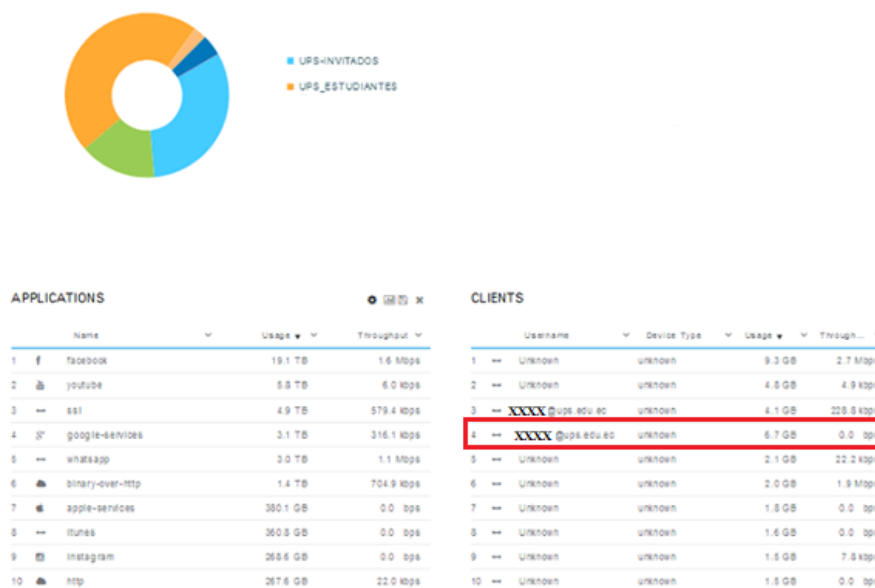 UPS-INVITADOS
UPS_ESTUDIANTES
APPLICATIONS
Name Usage Throughput
1 facebook 19.1 TB 1.6 Mbps
2 youtube 5.8 TB 6.0 kbps
3 ssl 4.9 TB 579.4 kbps
4 google-services 3.1 TB 316.1 kbps
5 whatsapp 3.0 TB 1.1 Mbps
6 binary-over-http 1.4 TB 704.9 kbps
7 apple-services 380.1 GB 0.0 bps
8 itunes 360.8 GB 0.0 bps
9 instagram 268.6 GB 0.0 bps
10 http 267.6 GB 22.0 kbps
CLIENTS
Username Device Type Usage Through...
1 Unknown unknown 9.3 GB 2.7 Mbps
2 Unknown unknown 4.8 GB 4.9 kbps
3 XXXX @ups.edu.ec unknown 4.1 GB 228.8 kbps
4 XXXX @ups.edu.ec unknown 6.7 GB 0.0 bps
5 Unknown unknown 2.1 GB 22.2 kbps
6 Unknown unknown 2.0 GB 1.9 Mbps
7 Unknown unknown 1.8 GB 0.0 bps
8 Unknown unknown 1.6 GB 0.0 bps
9 Unknown unknown 1.5 GB 7.8 kbps
10 Unknown unknown 1.5 GB 0.0 bps